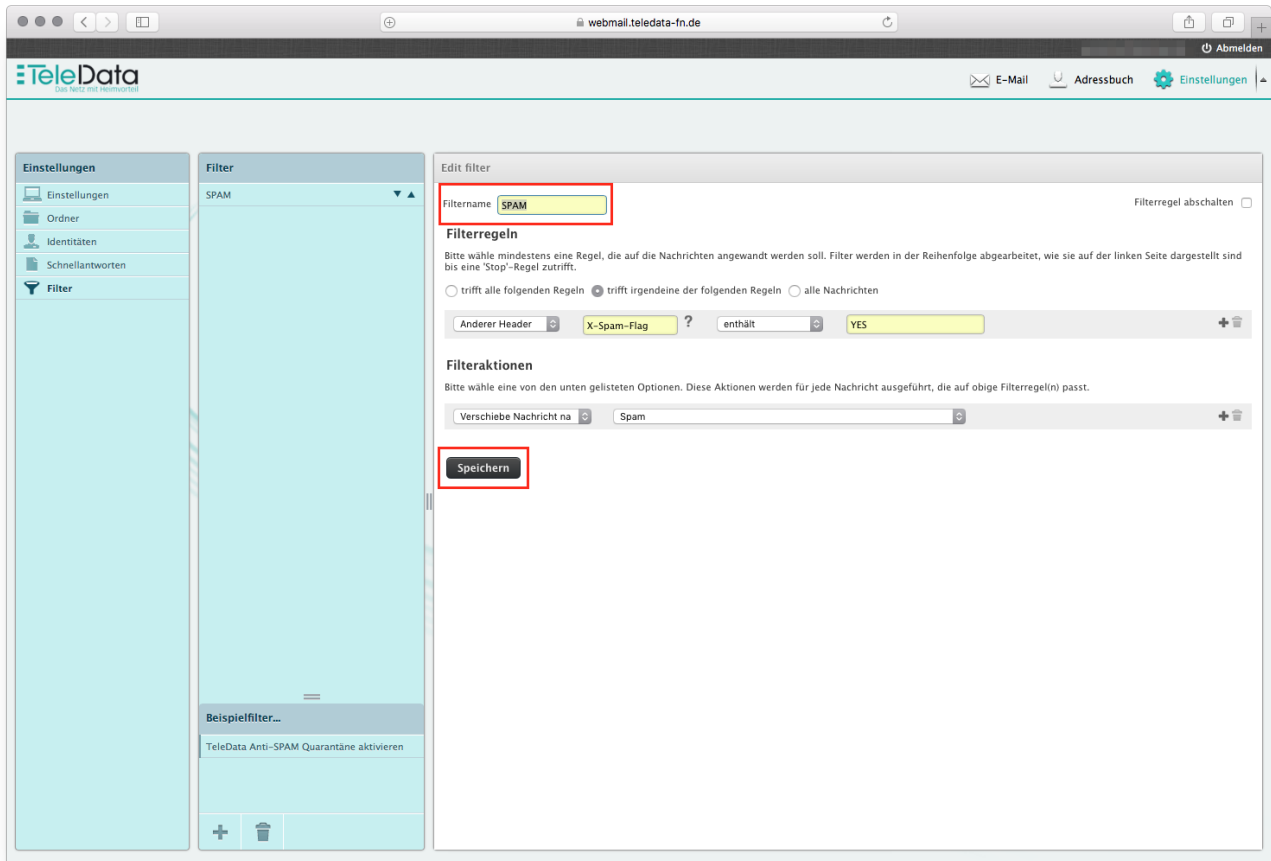 webmail.teledata-fn.de
Abmelden
TeleData
Das Netz mit Heimvorteil
E-Mail
Adressbuch
Einstellungen
Einstellungen
Einstellungen
Ordner
Identitäten
Schnellantworten
Filter
Filter
SPAM
Beispielfilter...
TeleData Anti-SPAM Quarantäne aktivieren
Edit filter
Filtername SPAM
Filterregel abschalten
Filterregeln
Bitte wähle mindestens eine Regel, die auf die Nachrichten angewandt werden soll. Filter werden in der Reihenfolge abgearbeitet, wie sie auf der linken Seite dargestellt sind
bis eine 'Stop'-Regel zutrifft.
trifft alle folgenden Regeln trifft irgendeine der folgenden Regeln alle Nachrichten
Anderer Header X-Spam-Flag ? enthält YES
Filteraktionen
Bitte wähle eine von den unten gelisteten Optionen. Diese Aktionen werden für jede Nachricht ausgeführt, die auf obige Filterregel(n) passt.
Verschiebe Nachricht na Spam
Speichern